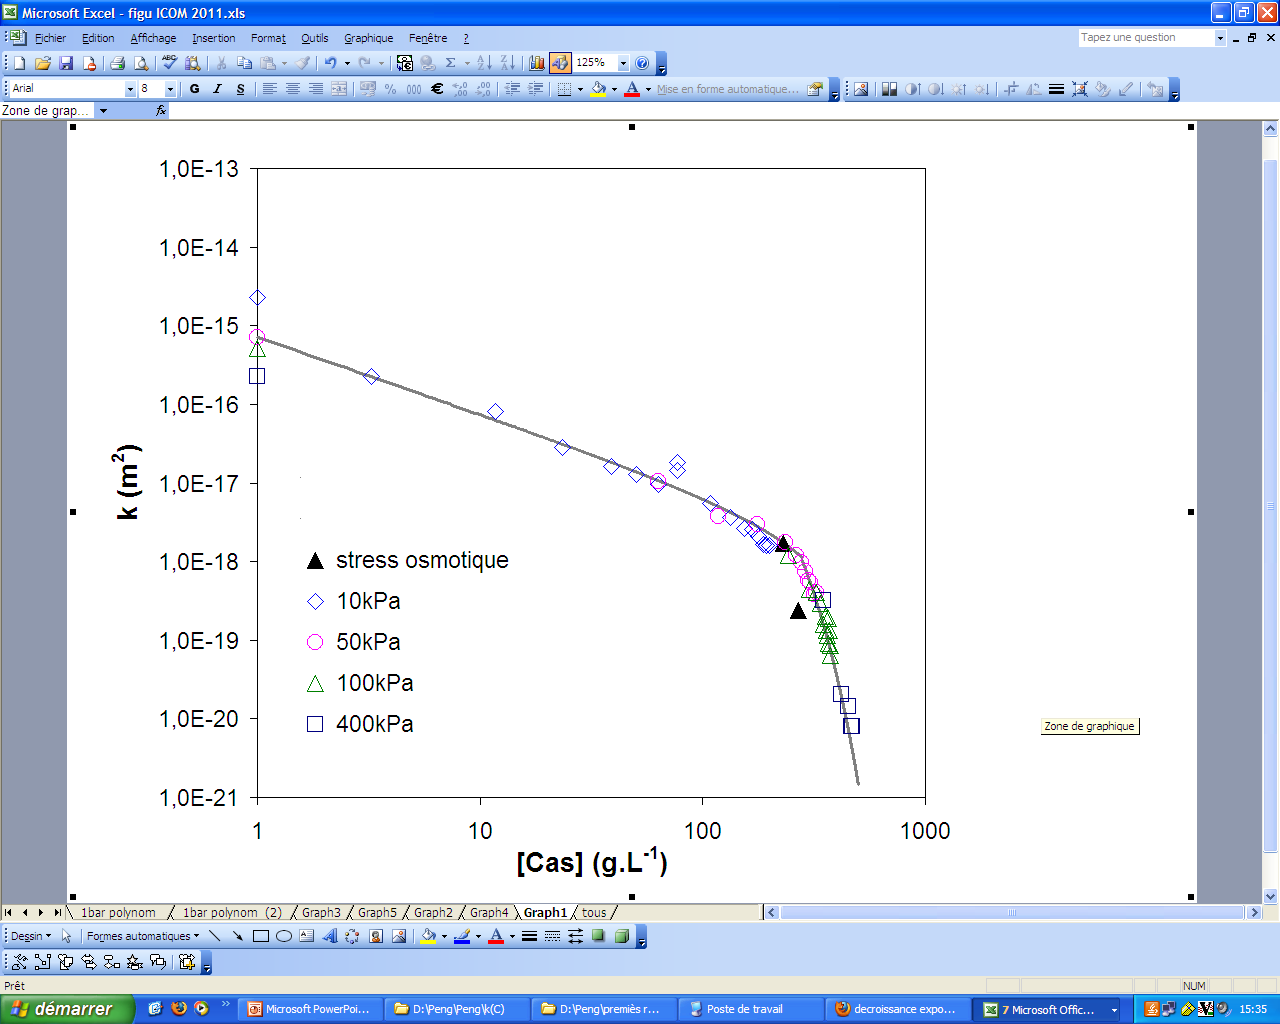 Microsoft Excel - figu ICOM 2011.xls
Fichier Edition Affichage Insertion Format Outils Graphique Fenêtre ? Tapez une question
125%
Arial 8 G I S % 000 € Mise en forme automatique...
Zone de grap... fx
1,0E-13
1,0E-14
1,0E-15
1,0E-16
1,0E-17
1,0E-18
1,0E-19
1,0E-20
1,0E-21
k (m²)
stress osmotique
10kPa
50kPa
100kPa
400kPa
Zone de graphique
1 10 100 1000
[Cas] (g.L⁻¹)
1bar polynom 1bar polynom (2) Graph3 Graph5 Graph2 Graph4 Graph1 tous
Dessin Formes automatiques
Prêt NUM
démarrer Microsoft PowerPoi... D:\Peng\Peng\k(C) D:\Peng\premiès r... Poste de travail decroissance expo... 7 Microsoft Offic... 15:35